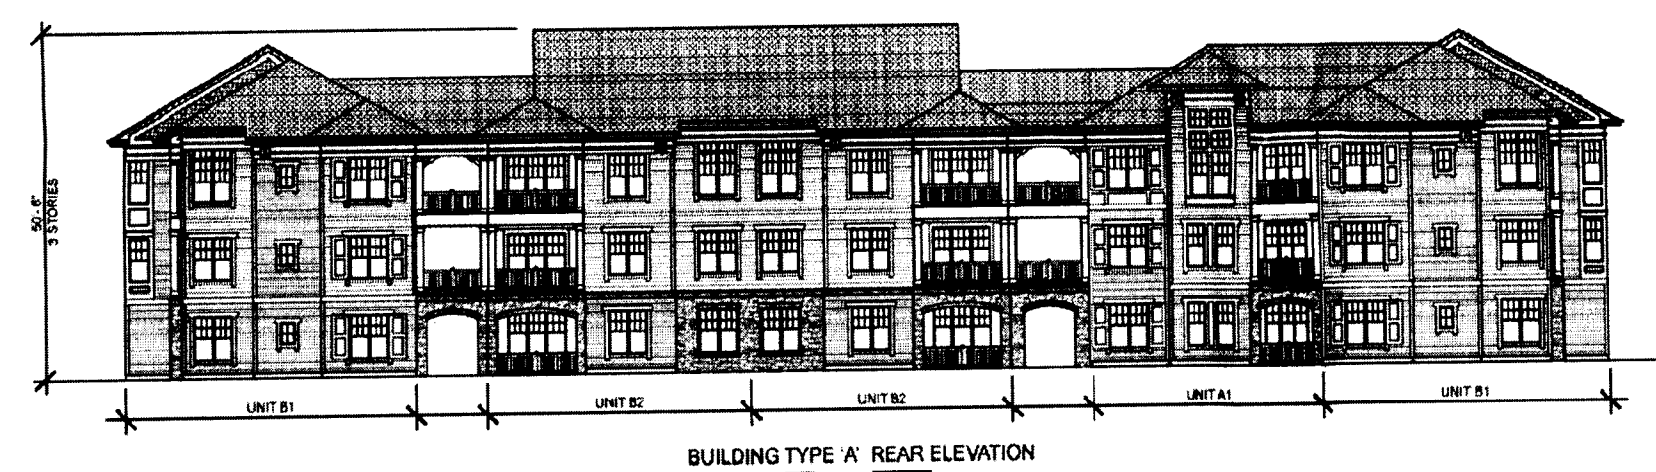 50'-6"
3 STORIES
UNIT B1
UNIT B2
UNIT B2
UNIT A1
UNIT B1
BUILDING TYPE 'A' REAR ELEVATION